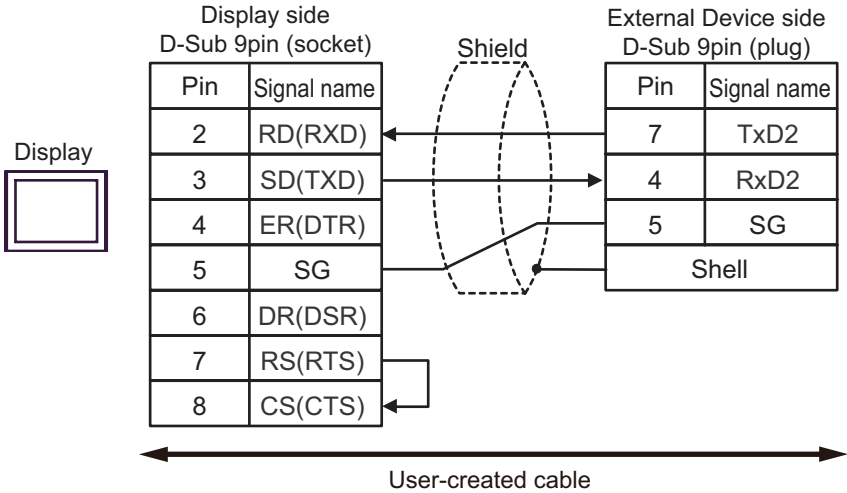 Display side
D-Sub 9pin (socket)
Shield
External Device side
D-Sub 9pin (plug)
Display
Pin Signal name
2 RD(RXD)
3 SD(TXD)
4 ER(DTR)
5 SG
6 DR(DSR)
7 RS(RTS)
8 CS(CTS)
Pin Signal name
7 TxD2
4 RxD2
5 SG
Shell
User-created cable